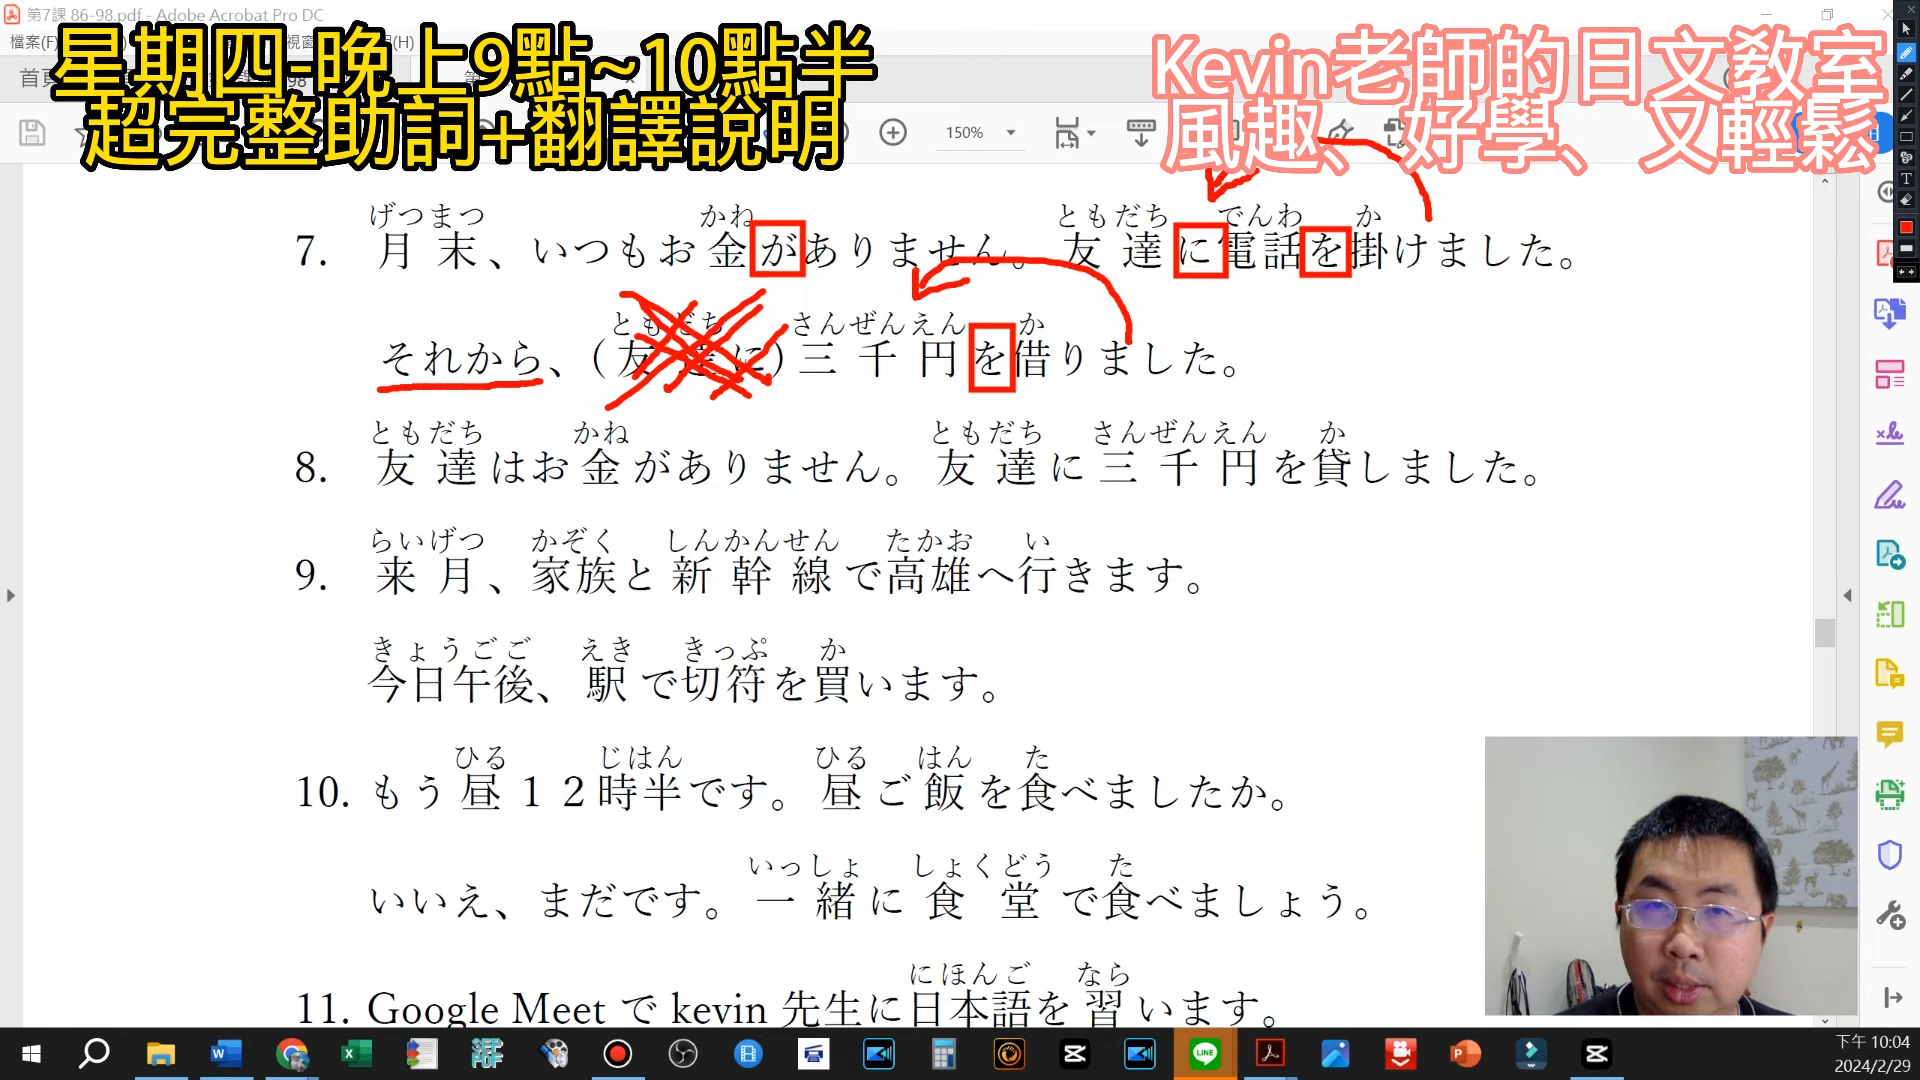 第7課 86-98.pdf - Adobe Acrobat Pro DC
星期四-晚上9點~10點半
超完整助詞+翻譯說明
Kevin老師的日文教室
風趣、好學、又輕鬆
150%
げつまつ かね ともだち でんわ か
7. 月末、いつもお金がありません。友達に電話を掛けました。
ともだち さんぜんえん か
それから、(友達に)三千円を借りました。
ともだち かね ともだち さんぜんえん か
8. 友達はお金がありません。友達に三千円を貸しました。
らいげつ かぞく しんかんせん たかお い
9. 来月、家族と新幹線で高雄へ行きます。
きょうごご えき きっぷ か
今日午後、駅で切符を買います。
ひる じはん ひる はん た
10. もう昼12時半です。昼ご飯を食べましたか。
いっしょ しょくどう た
いいえ、まだです。一緒に食堂で食べましょう。
にほんご なら
11. Google Meet で kevin 先生に日本語を習います。
下午 10:04
2024/2/29